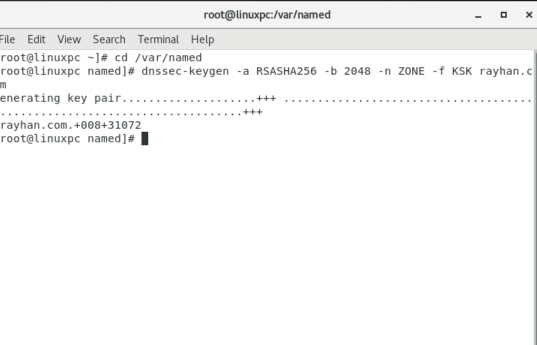 root@linuxpc:/var/named
File Edit View Search Terminal Help
root@linuxpc ~]# cd /var/named
root@linuxpc named]# dnssec-keygen -a RSASHA256 -b 2048 -n ZONE -f KSK rayhan.c
m
enerating key pair....................+++ .....................................
....................................+++
rayhan.com.+008+31072
root@linuxpc named]#